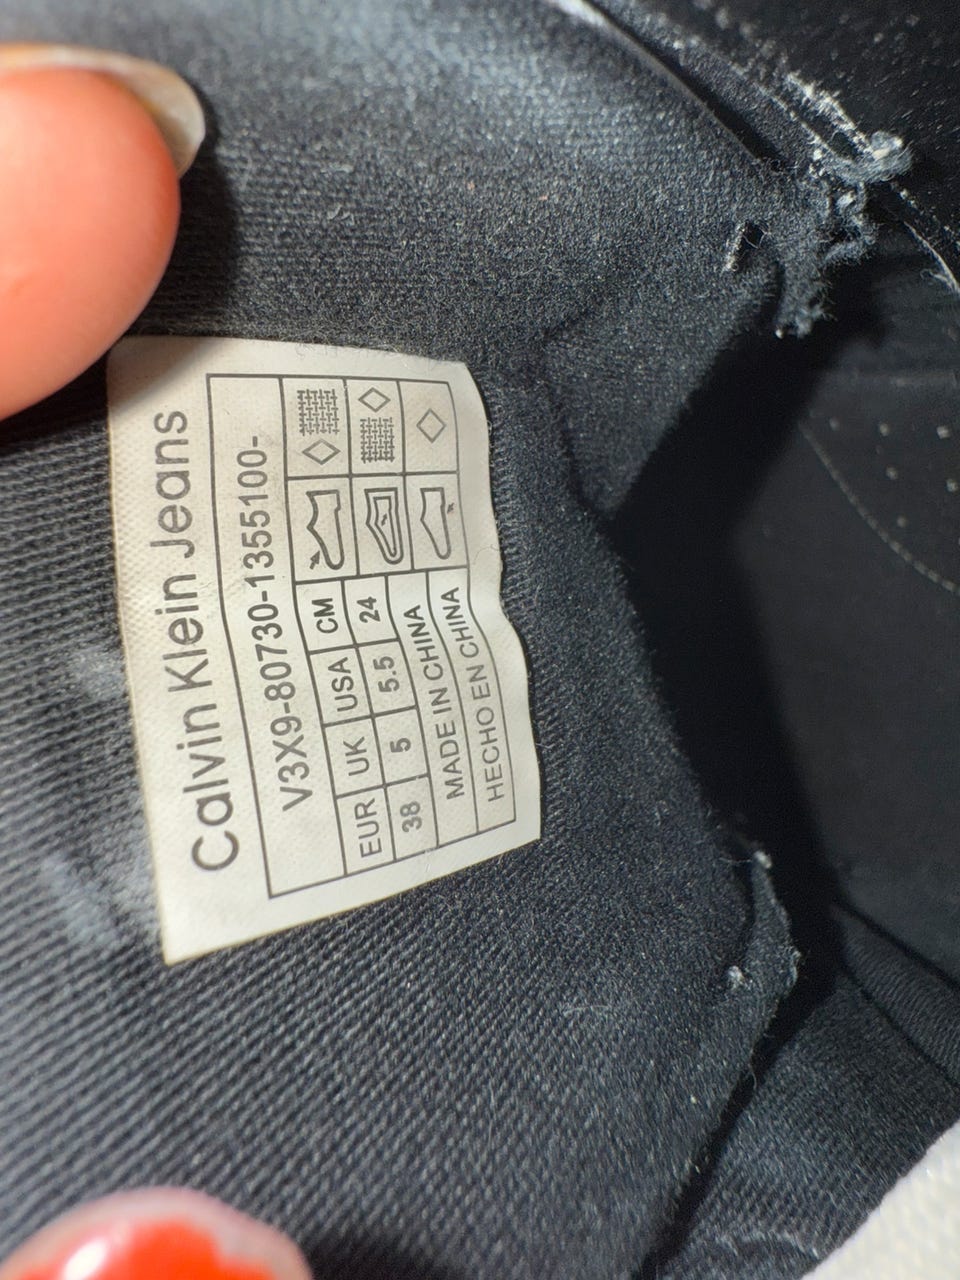 Calvin Klein Jeans
V3X9-80730-1355100-
EUR UK USA CM
38 5 5.5 24
MADE IN CHINA
HECHO EN CHINA